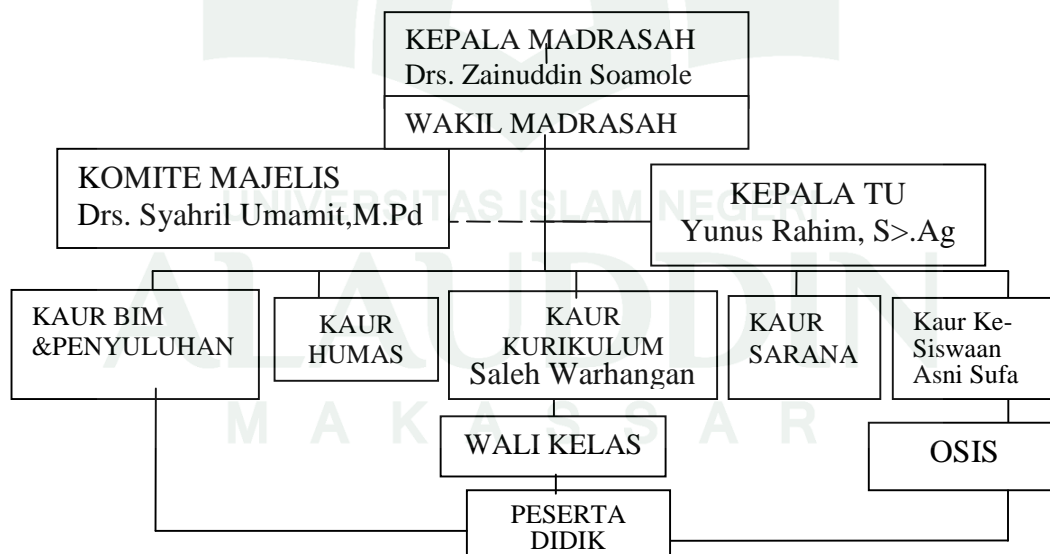 KEPALA MADRASAH
Drs. Zainuddin Soamole
WAKIL MADRASAH
KOMITE MAJELIS
Drs. Syahril Umamit,M.Pd
KEPALA TU
Yunus Rahim, S>.Ag
UNIVERSITAS ISLAM NEGERI
ALAUDDIN
MAKASSAR
KAUR BIM
&PENYULUHAN
KAUR
HUMAS
KAUR
KURIKULUM
Saleh Warhangan
KAUR
SARANA
Kaur Ke-
Siswaan
Asni Sufa
WALI KELAS
OSIS
PESERTA
DIDIK